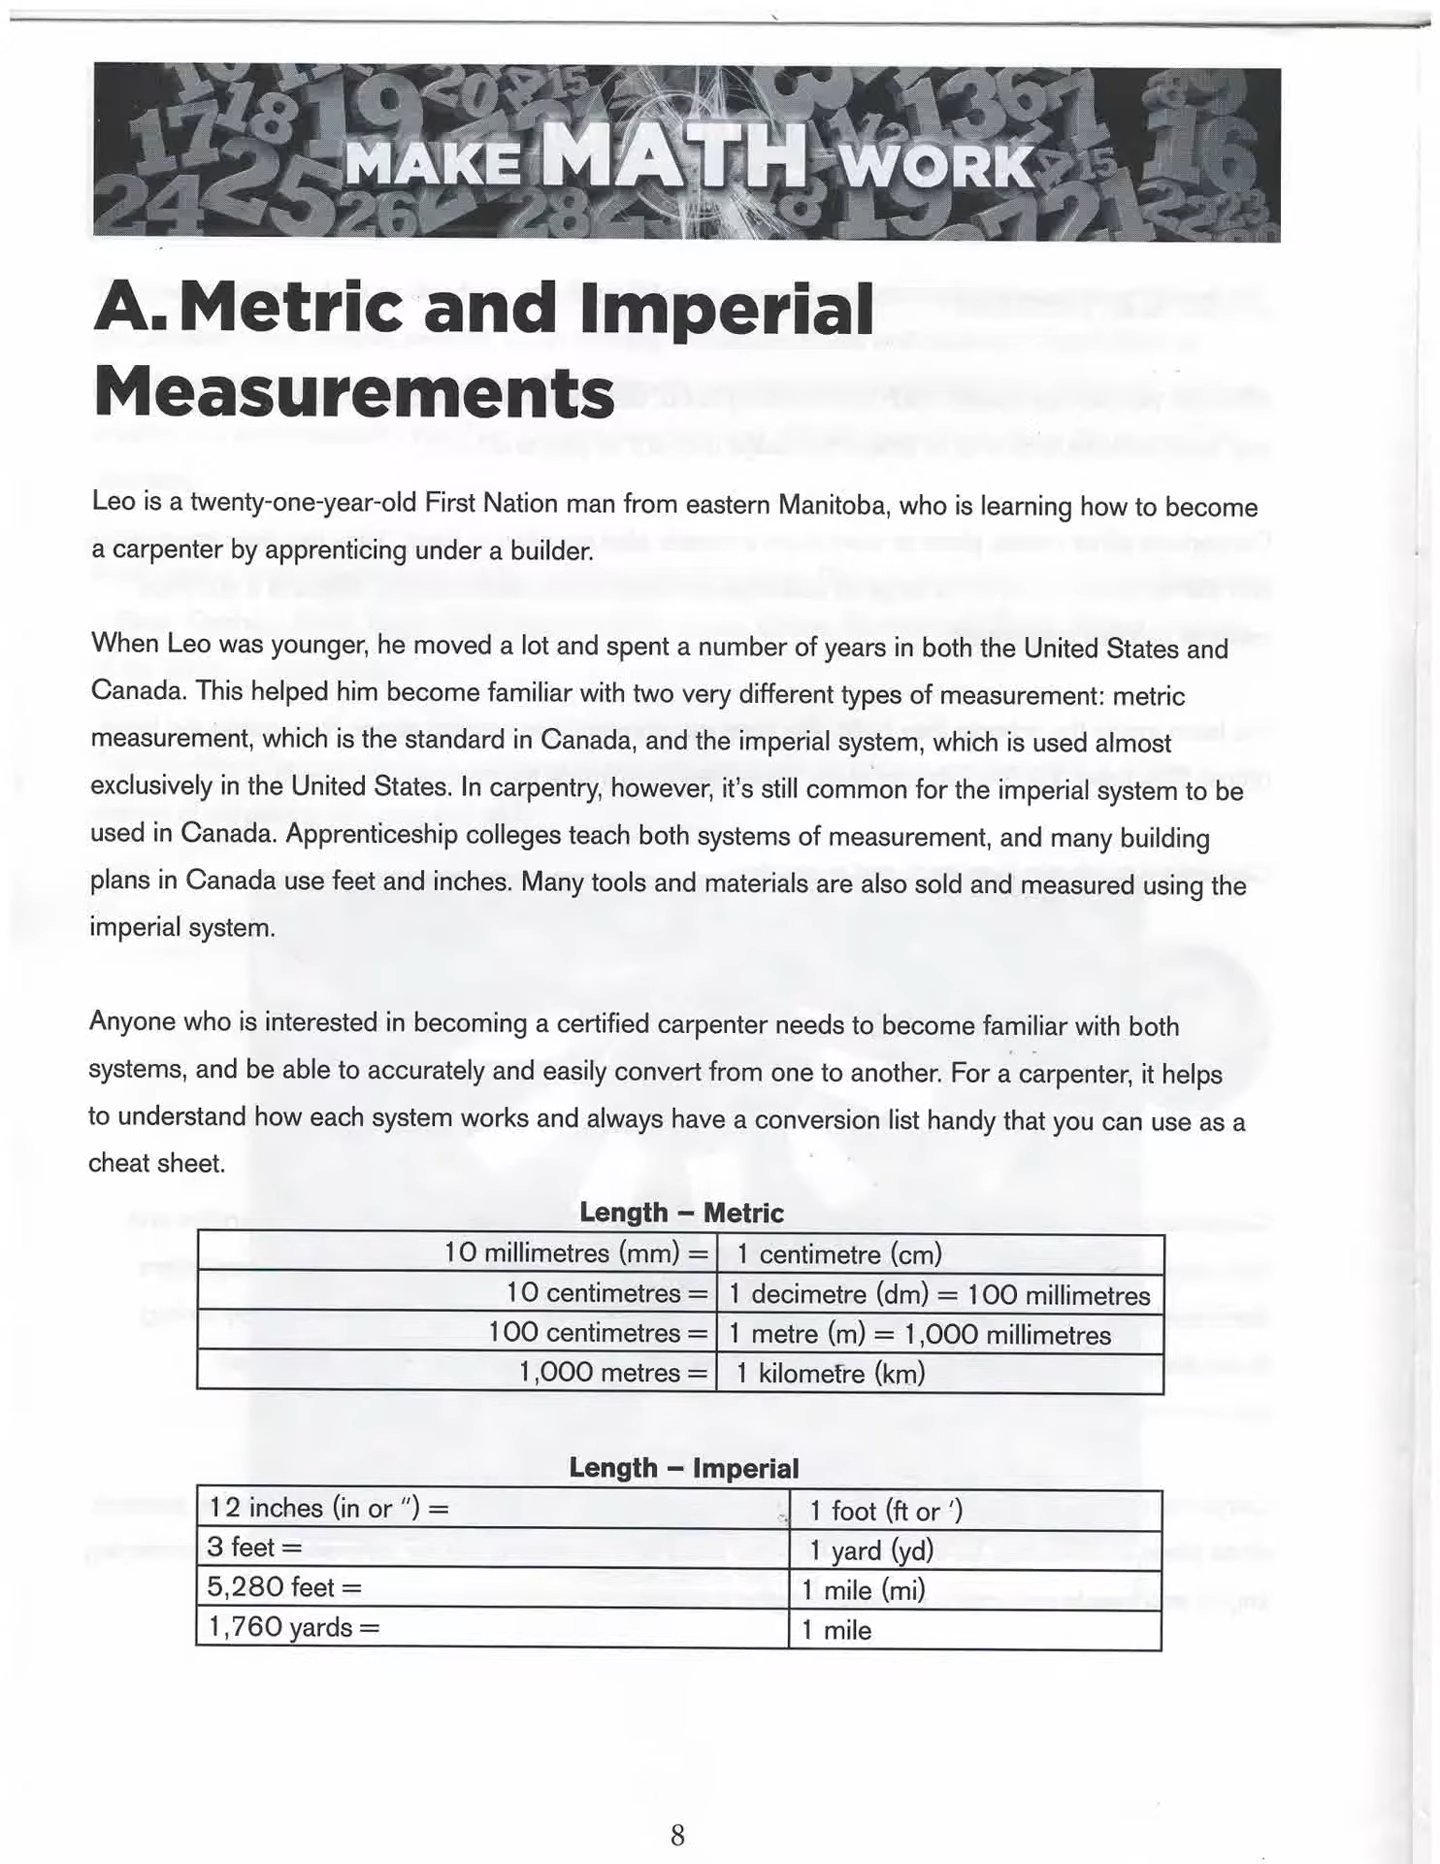 MAKE MATH WORK
A. Metric and Imperial
Measurements
Leo is a twenty-one-year-old First Nation man from eastern Manitoba, who is learning how to become
a carpenter by apprenticing under a builder.
When Leo was younger, he moved a lot and spent a number of years in both the United States and
Canada. This helped him become familiar with two very different types of measurement: metric
measurement, which is the standard in Canada, and the imperial system, which is used almost
exclusively in the United States. In carpentry, however, it's still common for the imperial system to be
used in Canada. Apprenticeship colleges teach both systems of measurement, and many building
plans in Canada use feet and inches. Many tools and materials are also sold and measured using the
imperial system.
Anyone who is interested in becoming a certified carpenter needs to become familiar with both
systems, and be able to accurately and easily convert from one to another. For a carpenter, it helps
to understand how each system works and always have a conversion list handy that you can use as a
cheat sheet.
Length – Metric
10 millimetres (mm) = 1 centimetre (cm)
10 centimetres = 1 decimetre (dm) = 100 millimetres
100 centimetres = 1 metre (m) = 1,000 millimetres
1,000 metres = 1 kilometre (km)
Length – Imperial
12 inches (in or ") = 1 foot (ft or ')
3 feet = 1 yard (yd)
5,280 feet = 1 mile (mi)
1,760 yards = 1 mile
8